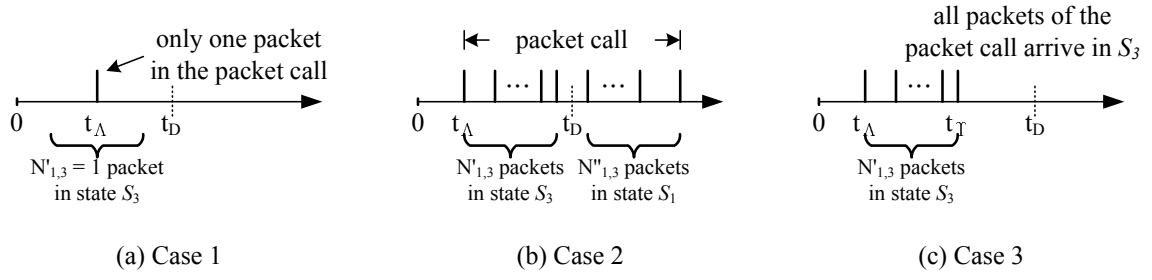 only one packet
in the packet call
0
t_Λ
t_D
N'_{1,3} = 1 packet
in state S_3
(a) Case 1
packet call
...
...
0
t_Λ
t_D
N'_{1,3} packets
in state S_3
N''_{1,3} packets
in state S_1
(b) Case 2
all packets of the
packet call arrive in S_3
...
0
t_Λ
t_ϒ
t_D
N'_{1,3} packets
in state S_3
(c) Case 3